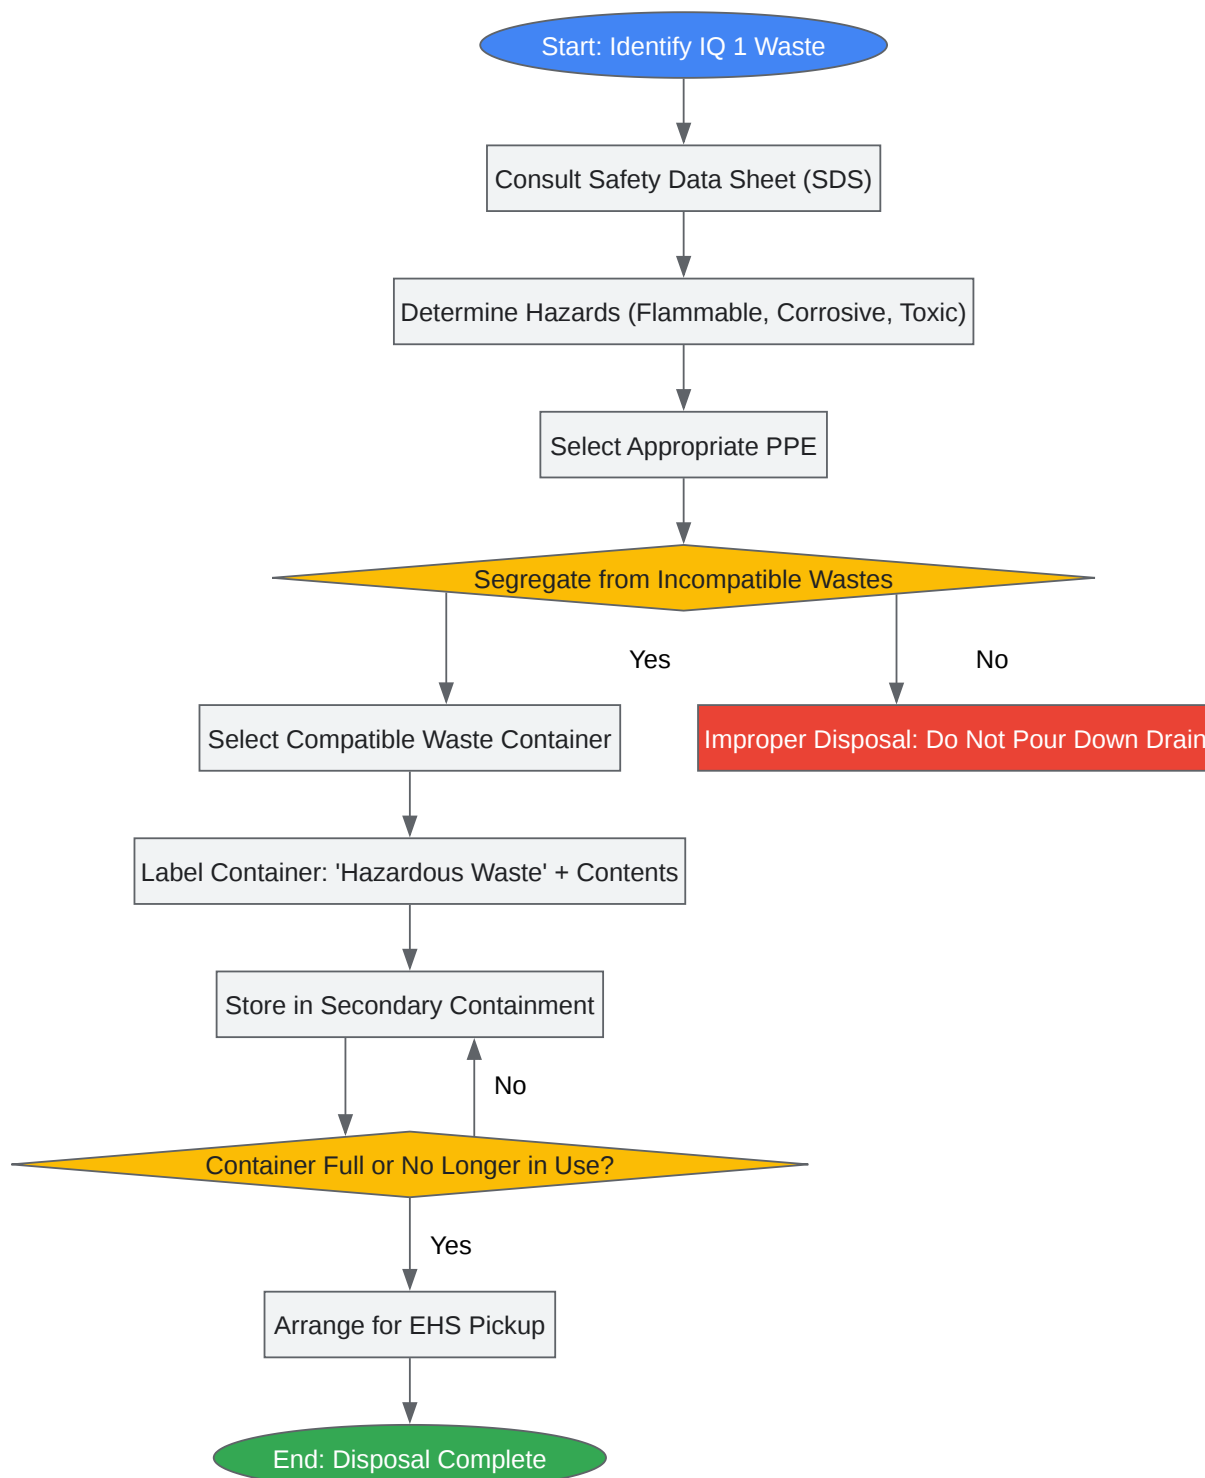 Start: Identify IQ 1 Waste
Consult Safety Data Sheet (SDS)
Determine Hazards (Flammable, Corrosive, Toxic)
Select Appropriate PPE
Segregate from Incompatible Wastes
Yes
No
Select Compatible Waste Container
Improper Disposal: Do Not Pour Down Drain
Label Container: 'Hazardous Waste' + Contents
Store in Secondary Containment
No
Container Full or No Longer in Use?
Yes
Arrange for EHS Pickup
End: Disposal Complete